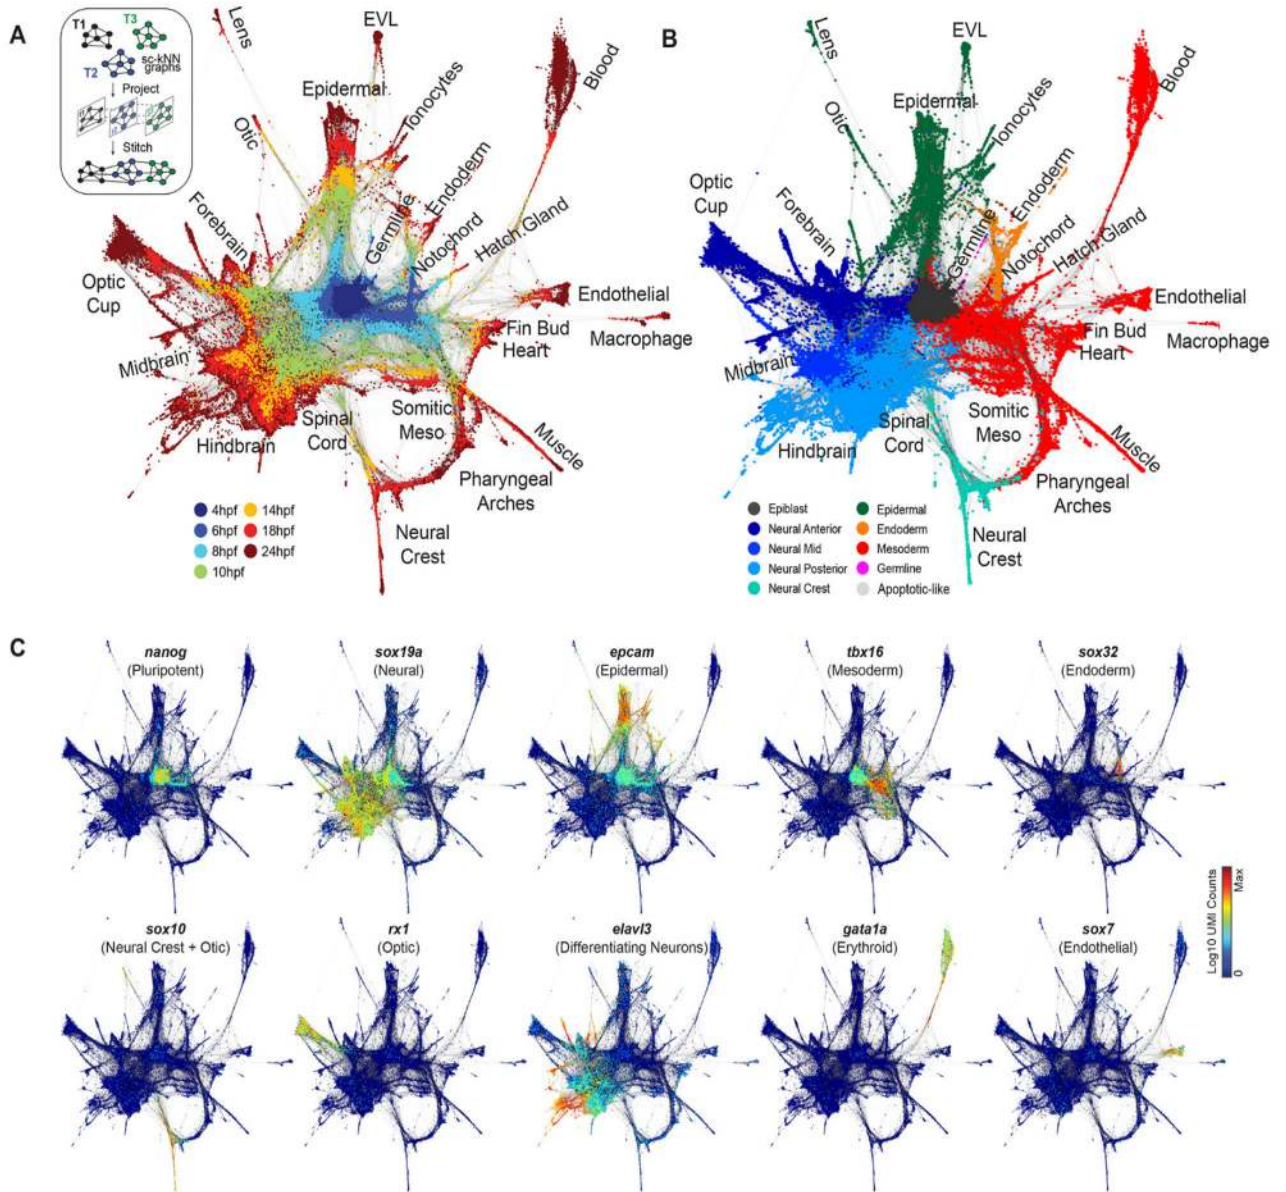 A
T1
T3
T2
sc-kNN
graphs
Project
Stitch
Lens
EVL
Blood
Epidermal
Otic
Ionocytes
Endoderm
Germline
Notochord
Hatch Gland
Forebrain
Optic
Cup
Endothelial
Macrophage
Fin Bud
Heart
Midbrain
Hindbrain
Spinal
Cord
Somitic
Meso
Muscle
Pharyngeal
Arches
Neural
Crest
4hpf
6hpf
8hpf
10hpf
14hpf
18hpf
24hpf
B
Lens
EVL
Blood
Epidermal
Otic
Ionocytes
Endoderm
Germline
Notochord
Hatch Gland
Forebrain
Optic
Cup
Endothelial
Macrophage
Fin Bud
Heart
Midbrain
Hindbrain
Spinal
Cord
Somitic
Meso
Muscle
Pharyngeal
Arches
Neural
Crest
Epiblast
Neural Anterior
Neural Mid
Neural Posterior
Neural Crest
Epidermal
Endoderm
Mesoderm
Germline
Apoptotic-like
C
nanog
(Pluripotent)
sox19a
(Neural)
epcam
(Epidermal)
tbx16
(Mesoderm)
sox32
(Endoderm)
sox10
(Neural Crest + Otic)
rx1
(Optic)
elavl3
(Differentiating Neurons)
gata1a
(Erythroid)
sox7
(Endothelial)
Log10 UMI Counts
Max
0